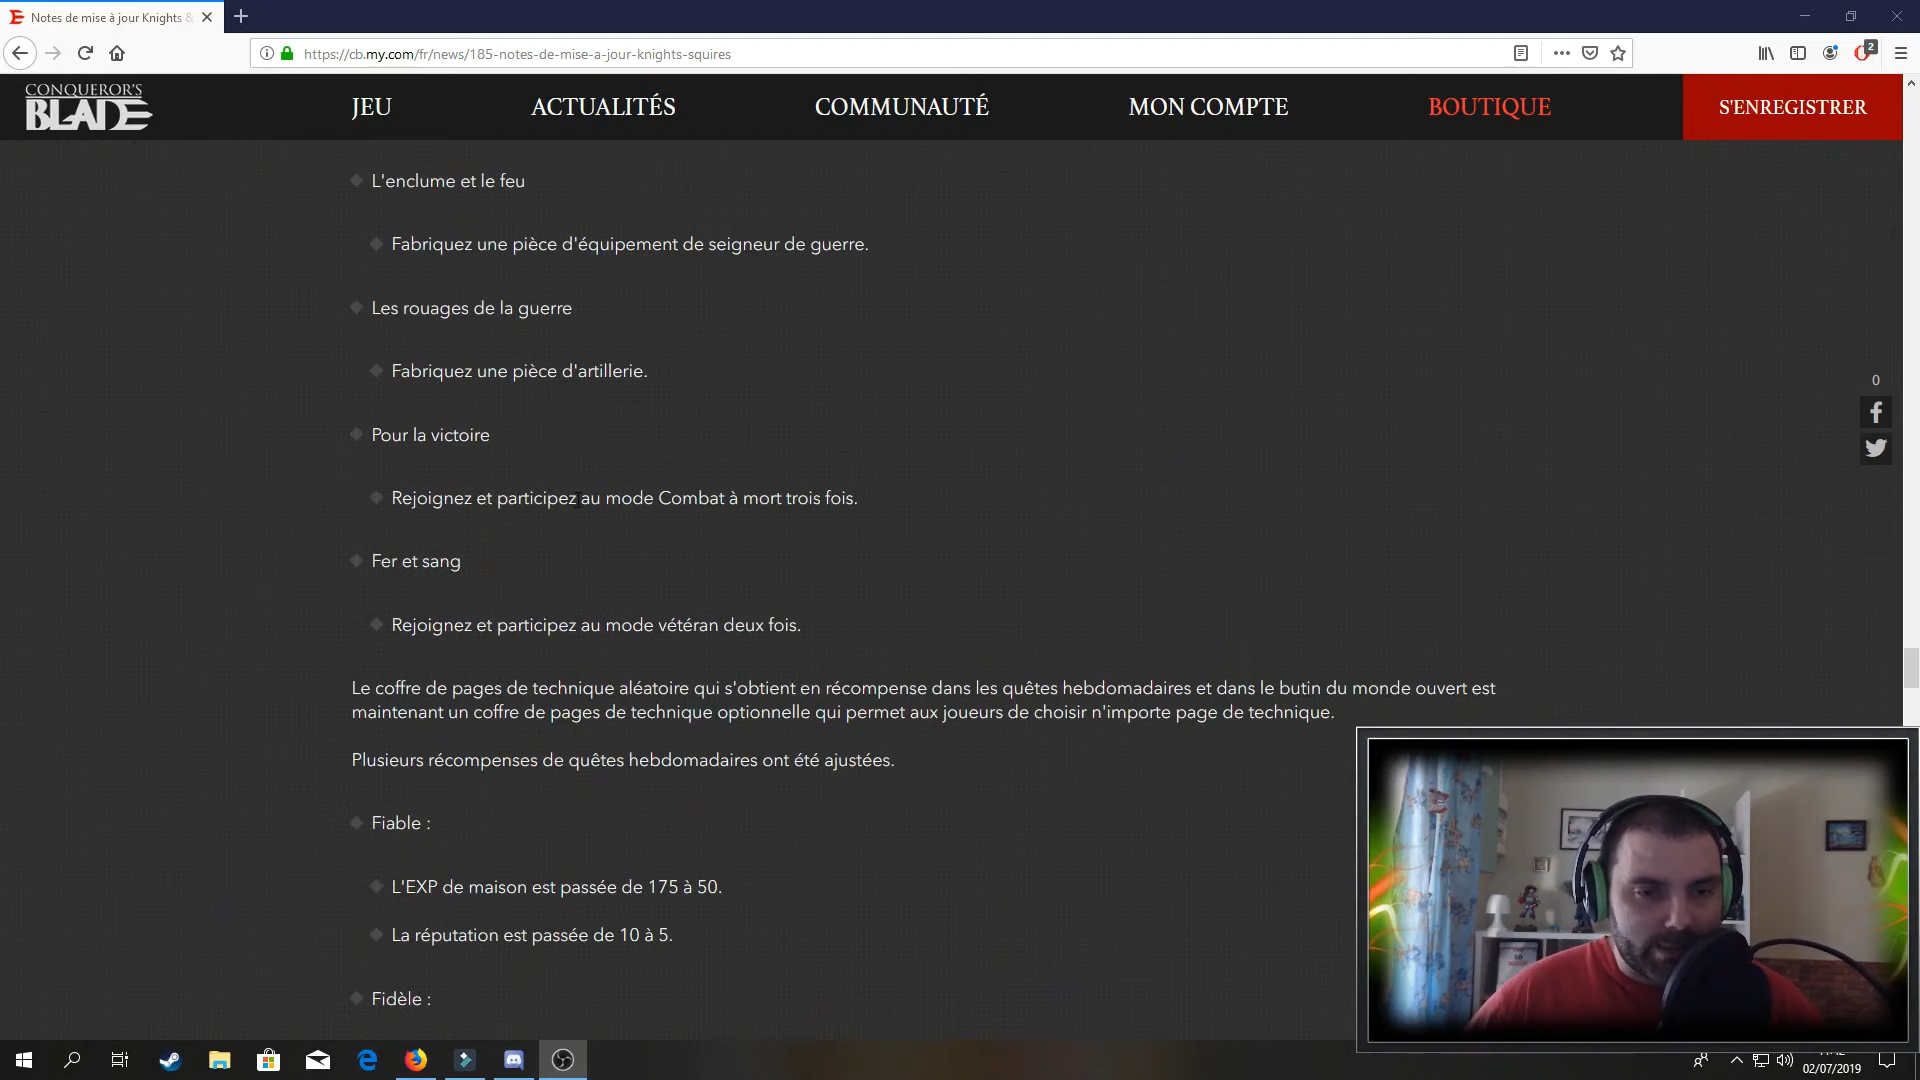 Notes de mise à jour Knights &
https://cb.my.com/fr/news/185-notes-de-mise-a-jour-knights-squires
2
CONQUEROR'S
BLADE
JEU
ACTUALITÉS
COMMUNAUTÉ
MON COMPTE
BOUTIQUE
S'ENREGISTRER
L'enclume et le feu
Fabriquez une pièce d'équipement de seigneur de guerre.
Les rouages de la guerre
Fabriquez une pièce d'artillerie.
0
Pour la victoire
Rejoignez et participez au mode Combat à mort trois fois.
Fer et sang
Rejoignez et participez au mode vétéran deux fois.
Le coffre de pages de technique aléatoire qui s'obtient en récompense dans les quêtes hebdomadaires et dans le butin du monde ouvert est
maintenant un coffre de pages de technique optionnelle qui permet aux joueurs de choisir n'importe page de technique.
Plusieurs récompenses de quêtes hebdomadaires ont été ajustées.
Fiable :
L'EXP de maison est passée de 175 à 50.
La réputation est passée de 10 à 5.
Fidèle :
02/07/2019